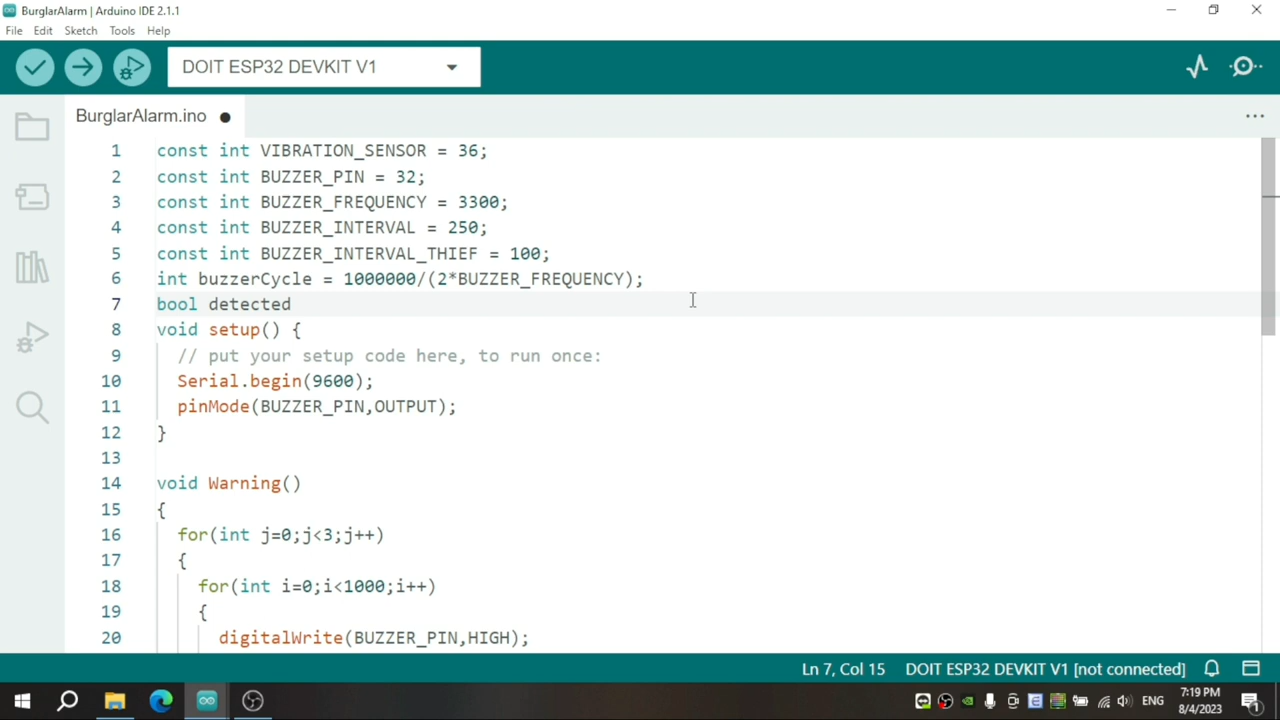 BurglarAlarm | Arduino IDE 2.1.1
File Edit Sketch Tools Help
DOIT ESP32 DEVKIT V1
BurglarAlarm.ino
1 const int VIBRATION_SENSOR = 36;
2 const int BUZZER_PIN = 32;
3 const int BUZZER_FREQUENCY = 3300;
4 const int BUZZER_INTERVAL = 250;
5 const int BUZZER_INTERVAL_THIEF = 100;
6 int buzzerCycle = 1000000/(2*BUZZER_FREQUENCY);
7 bool detected
8 void setup() {
9 // put your setup code here, to run once:
10 Serial.begin(9600);
11 pinMode(BUZZER_PIN,OUTPUT);
12 }
13
14 void Warning()
15 {
16 for(int j=0;j<3;j++)
17 {
18 for(int i=0;i<1000;i++)
19 {
20 digitalWrite(BUZZER_PIN,HIGH);
Ln 7, Col 15 DOIT ESP32 DEVKIT V1 [not connected]
ENG
7:19 PM
8/4/2023